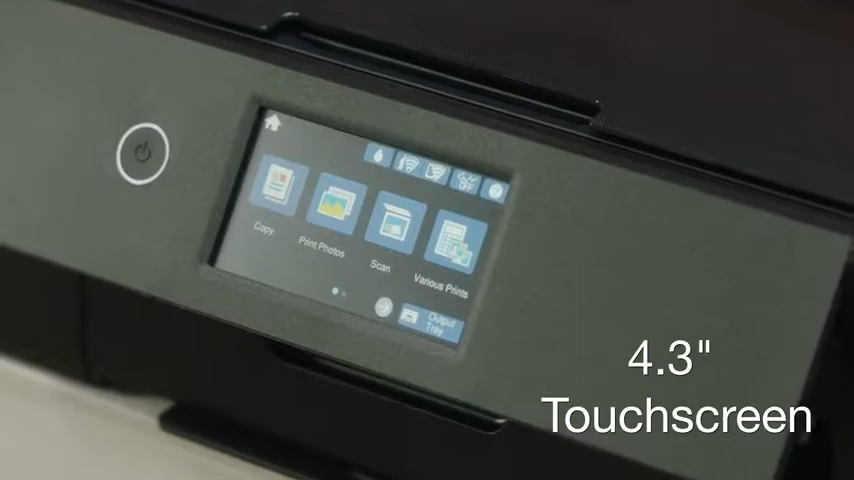 Copy
Print Photos
Scan
Various Prints
Output
Tray
4.3"
Touchscreen